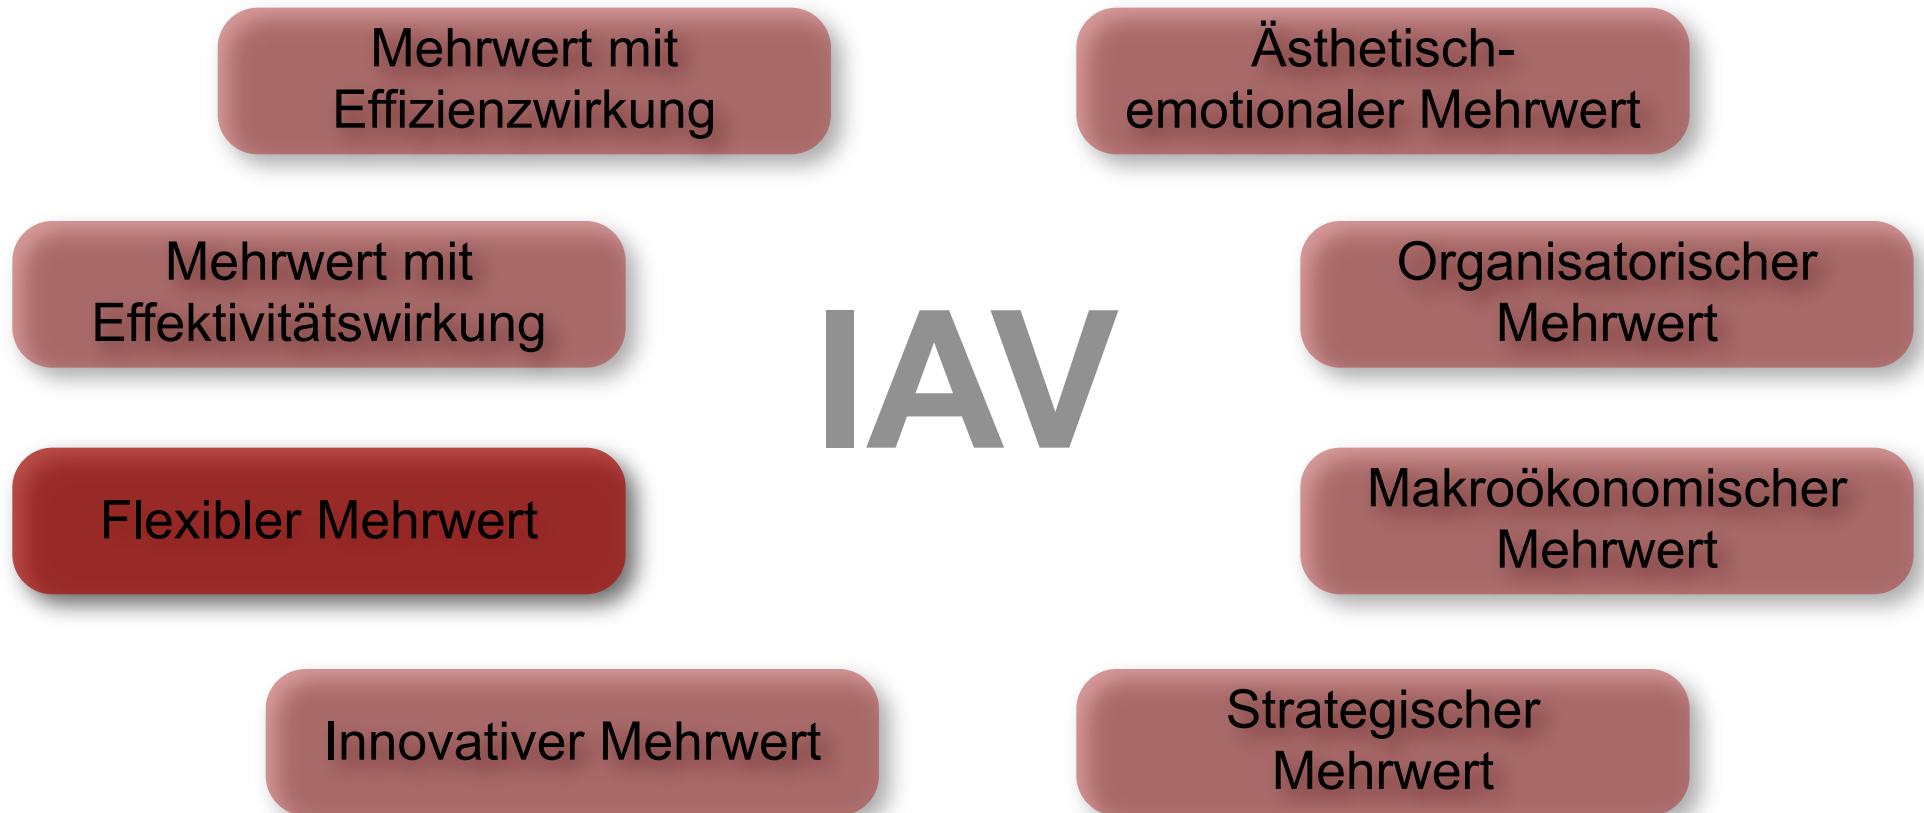 Mehrwert mit
Effizienzwirkung
Ästhetisch-
emotionaler Mehrwert
Mehrwert mit
Effektivitätswirkung
Organisatorischer
Mehrwert
IAV
Flexibler Mehrwert
Makroökonomischer
Mehrwert
Innovativer Mehrwert
Strategischer
Mehrwert